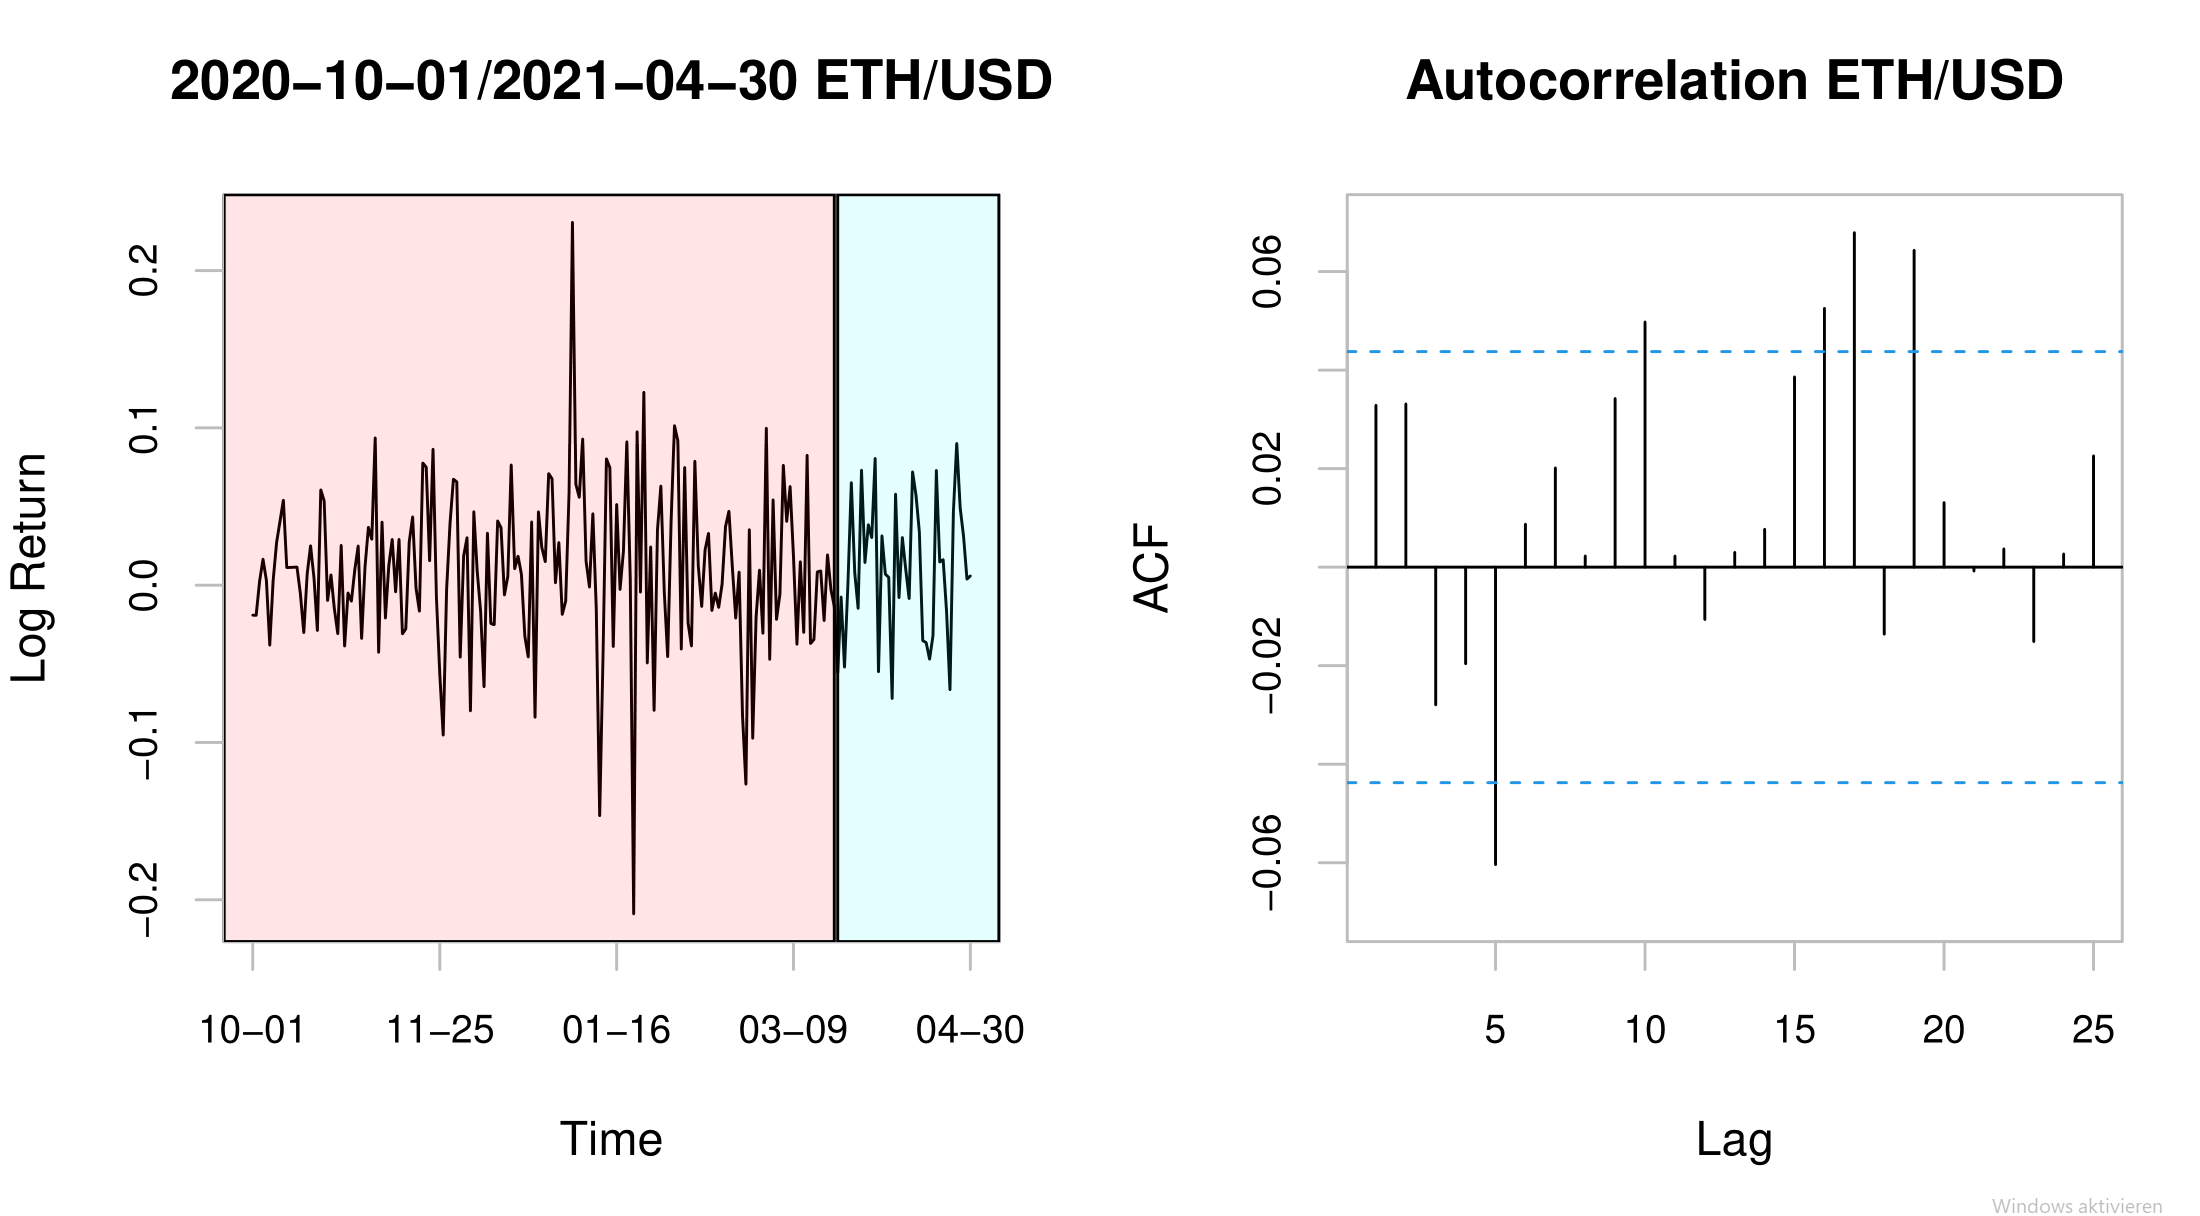 2020−10−01/2021−04−30 ETH/USD
Log Return
0.2
0.1
0.0
−0.1
−0.2
10−01 11−25 01−16 03−09 04−30
Time
Autocorrelation ETH/USD
ACF
0.06
0.02
−0.02
−0.06
5 10 15 20 25
Lag
Windows aktivieren